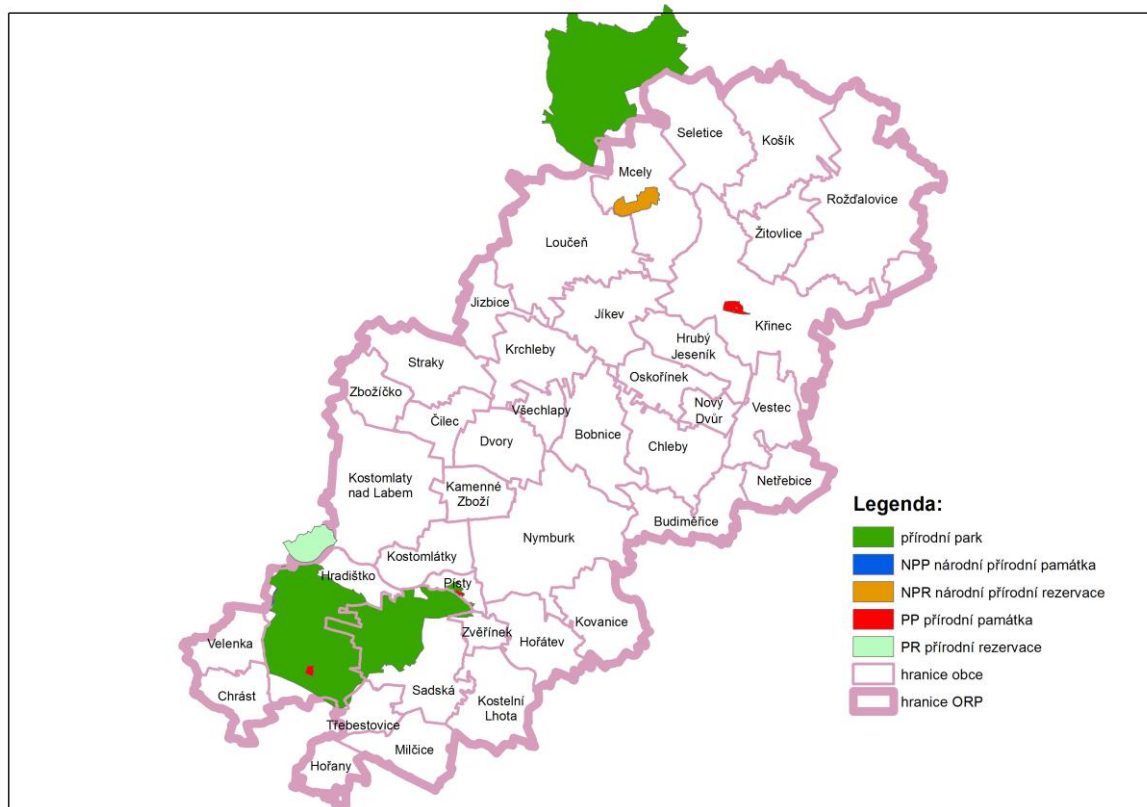 Seletice
Košík
Mcely
Rožďalovice
Žitovlice
Loučeň
Jizbice
Jíkev
Křinec
Hrubý
Jeseník
Krchleby
Straky
Oskořínek
Zbožíčko
Všechlapy
Nový
Dvůr
Vestec
Čilec
Dvory
Bobnice
Chleby
Kostomlaty
nad Labem
Kamenné
Zboží
Netřebice
Budiměřice
Nymburk
Kostomlátky
Hradištko
Písty
Kovanice
Velenka
Zvěřínek
Hořátev
Chrást
Sadská
Kostelní
Lhota
Třebestovice
Milčice
Hořany
Legenda:
přírodní park
NPP národní přírodní památka
NPR národní přírodní rezervace
PP přírodní památka
PR přírodní rezervace
hranice obce
hranice ORP